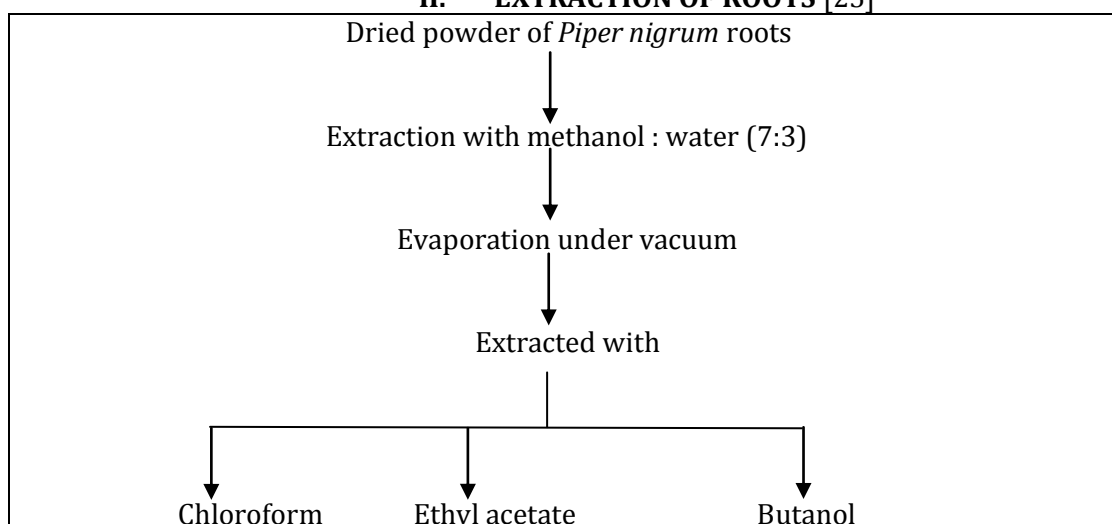 II. EXTRACTION OF ROOTS [23]
Dried powder of Piper nigrum roots
Extraction with methanol : water (7:3)
Evaporation under vacuum
Extracted with
Chloroform Ethyl acetate Butanol